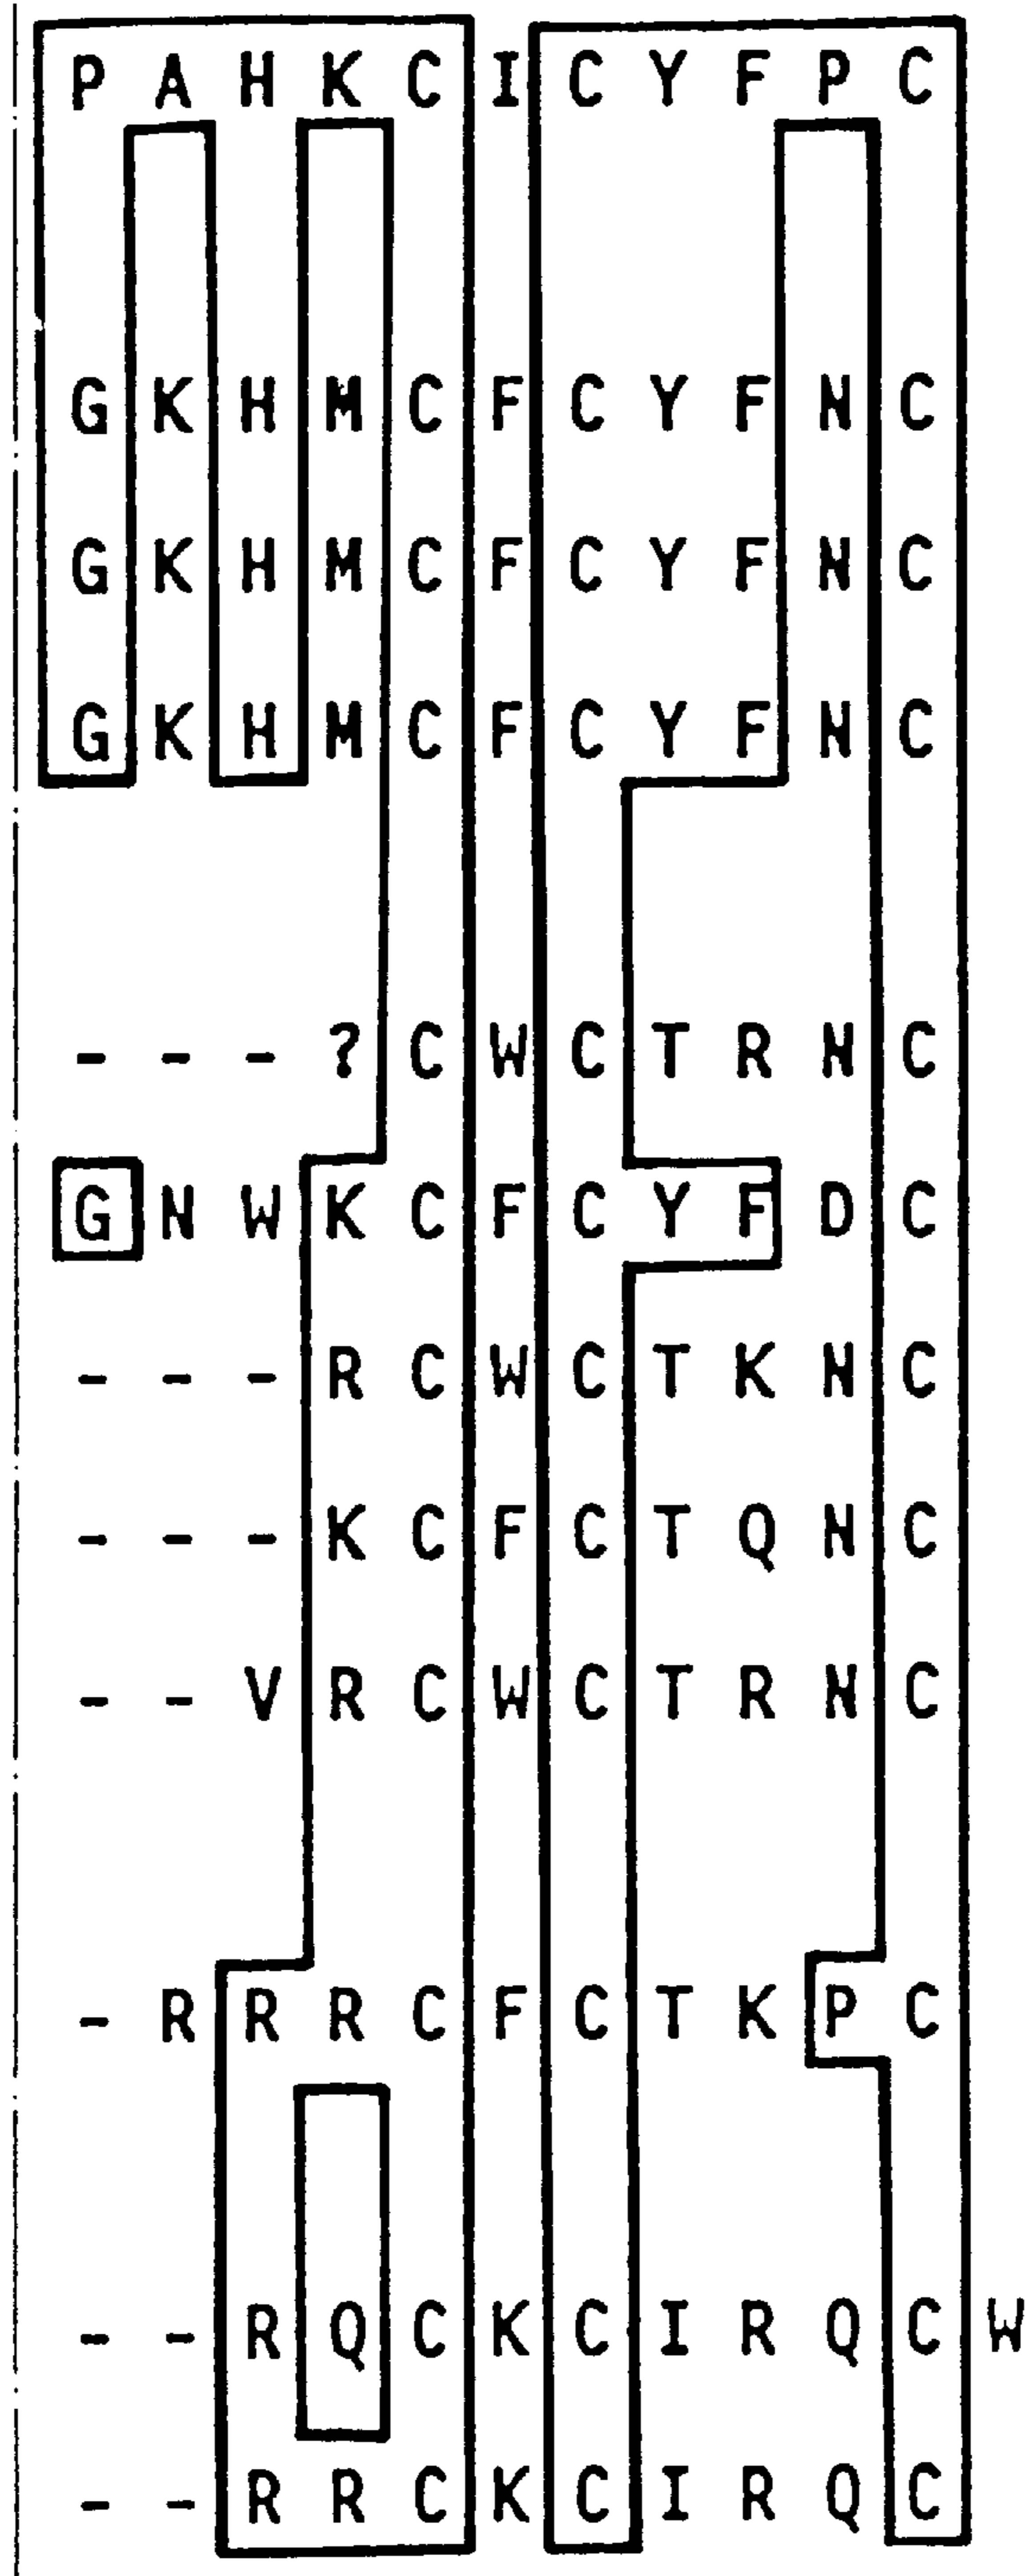 P A H K C I C Y F P C
G K H M C F C Y F N C
G K H M C F C Y F N C
G K H M C F C Y F N C
- - - ? C W C T R N C
G N W K C F C Y F D C
- - - R C W C T K N C
- - - K C F C T Q N C
- - V R C W C T R N C
- R R R C F C T K P C
- - R Q C K C I R Q C W
- - R R C K C I R Q C